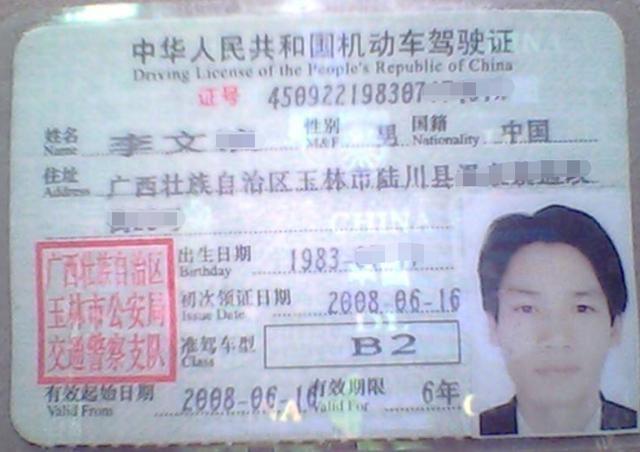 中华人民共和国机动车驾驶证
Driving License of the People's Republic of China
证号 45092219830
姓名 Name 李文 性别 M&F 男 国籍 Nationality 中国
住址 Address 广西壮族自治区玉林市陆川县
CHINA
广西壮族自治区
玉林市公安局
交通警察支队
出生日期 Birthday 1983-
初次领证日期 Issue Date 2008-06-16
准驾车型 Class B2
有效起始日期 Valid From 2008-06-16 有效期限 Valid For 6年